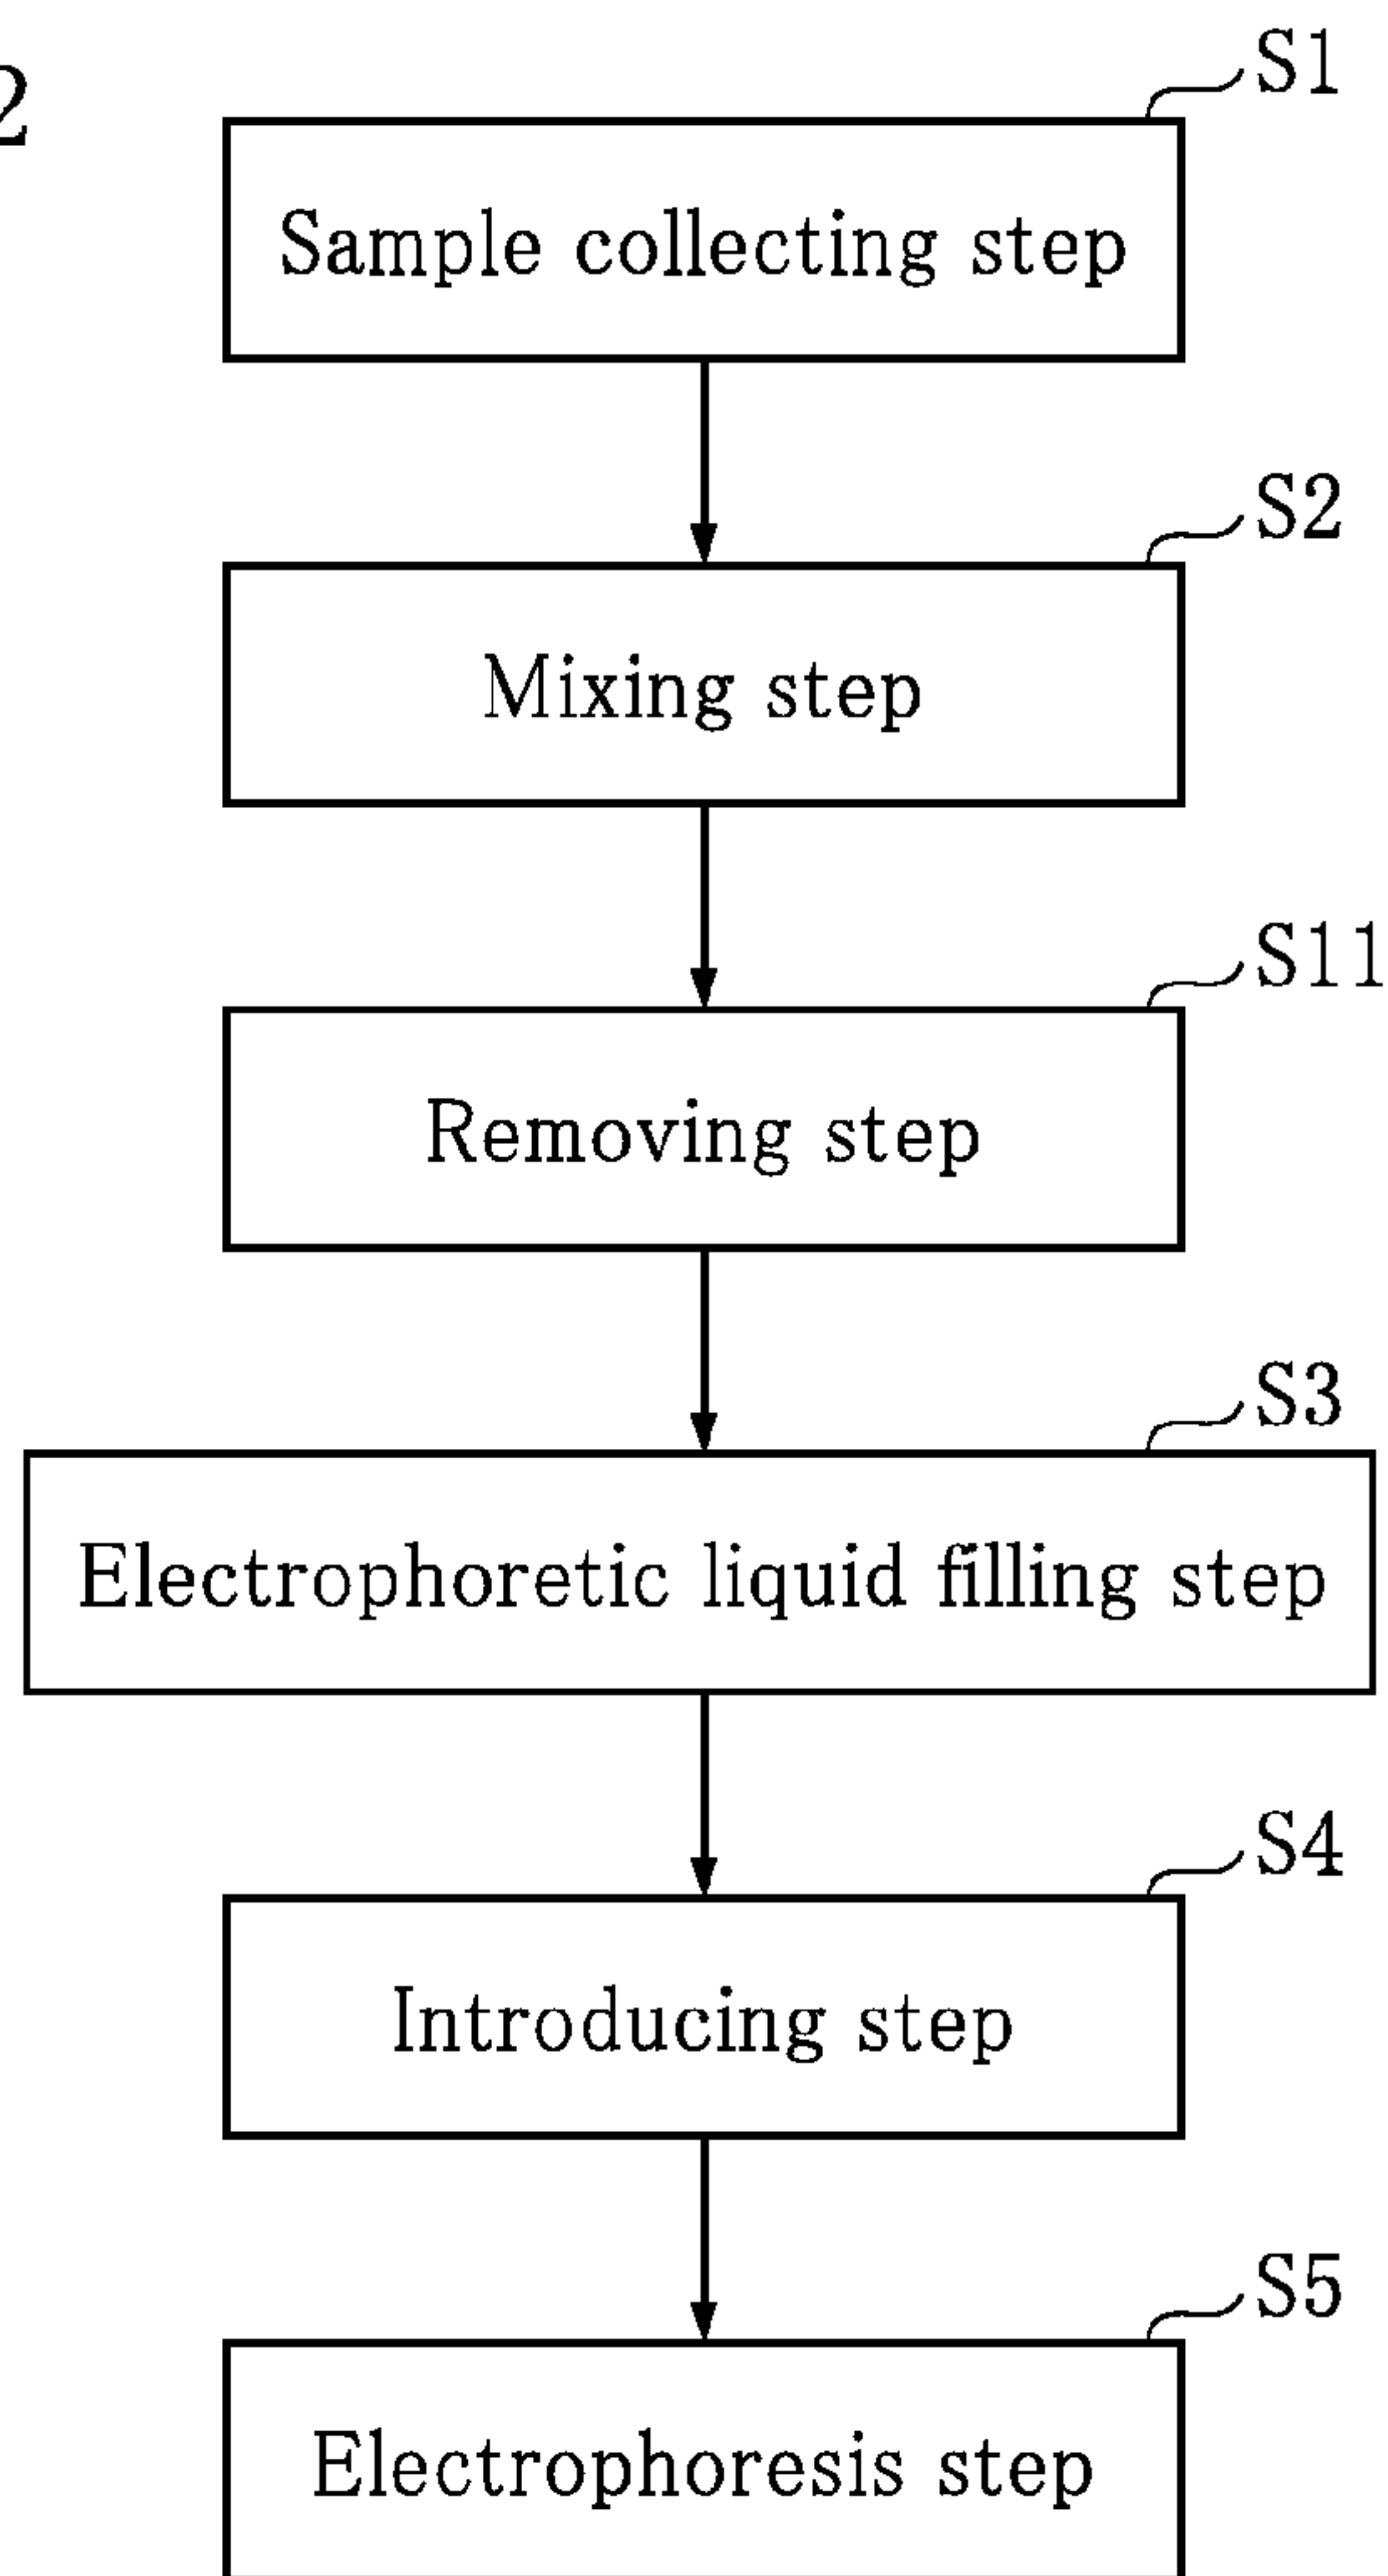 2
S1
Sample collecting step
S2
Mixing step
S11
Removing step
S3
Electrophoretic liquid filling step
S4
Introducing step
S5
Electrophoresis step